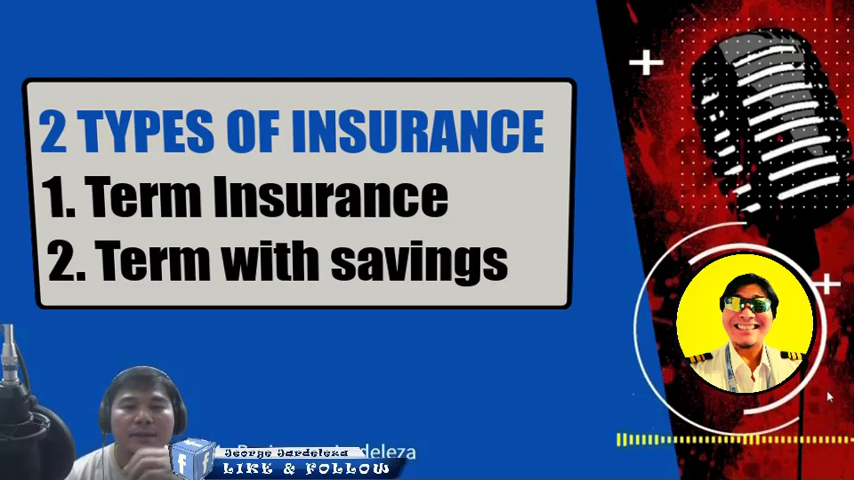 2 TYPES OF INSURANCE
1. Term Insurance
2. Term with savings
George Jardeleza
LIKE & FOLLOW